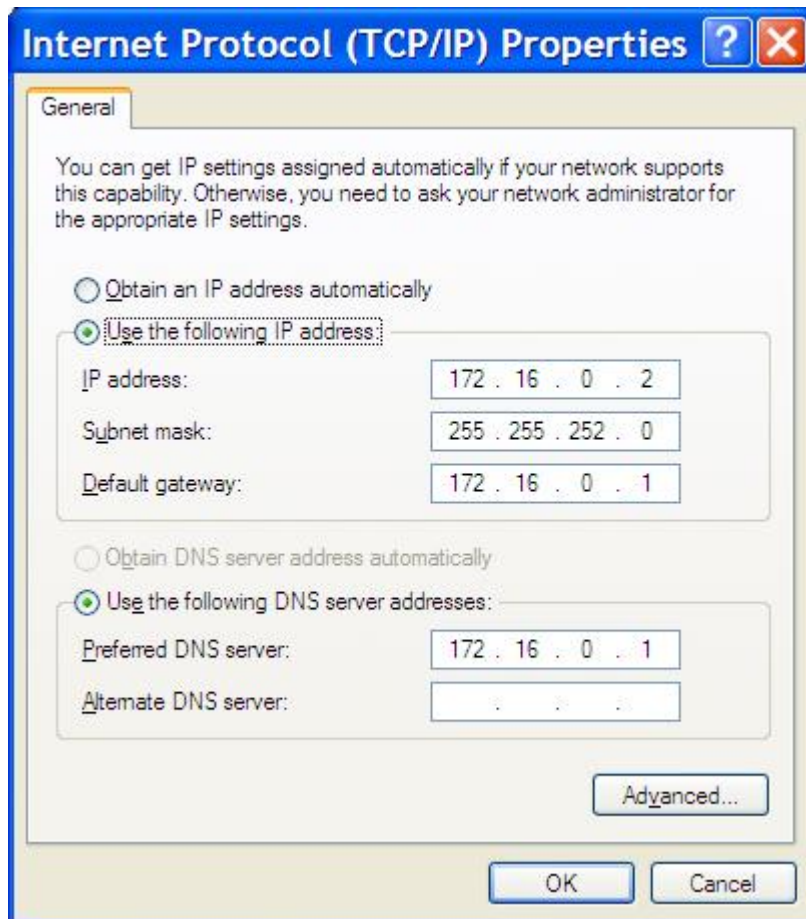 Internet Protocol (TCP/IP) Properties
General
You can get IP settings assigned automatically if your network supports
this capability. Otherwise, you need to ask your network administrator for
the appropriate IP settings.
Obtain an IP address automatically
Use the following IP address:
IP address: 172 . 16 . 0 . 2
Subnet mask: 255 . 255 . 252 . 0
Default gateway: 172 . 16 . 0 . 1
Obtain DNS server address automatically
Use the following DNS server addresses:
Preferred DNS server: 172 . 16 . 0 . 1
Alternate DNS server: . . .
Advanced...
OK Cancel